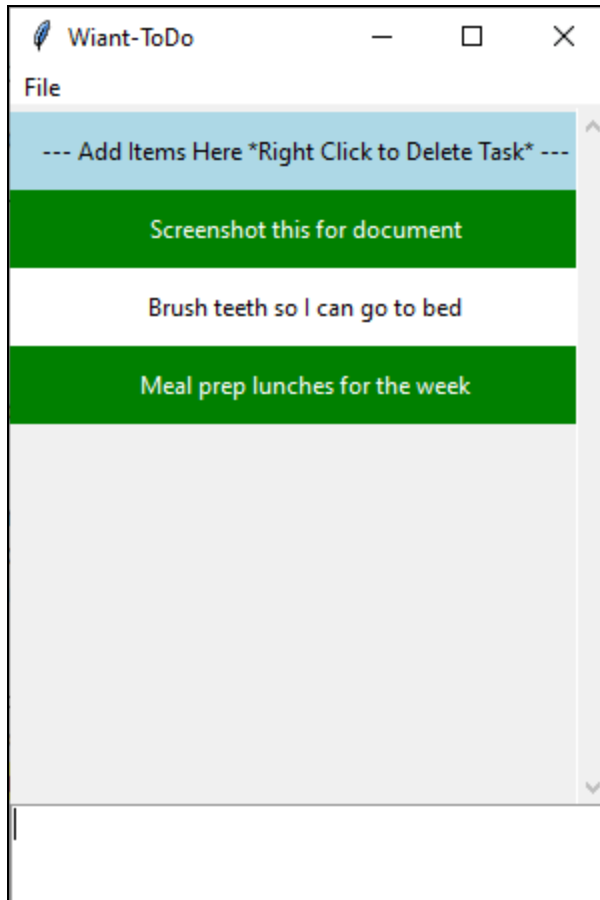 Wiant-ToDo
File
--- Add Items Here *Right Click to Delete Task* ---
Screenshot this for document
Brush teeth so I can go to bed
Meal prep lunches for the week